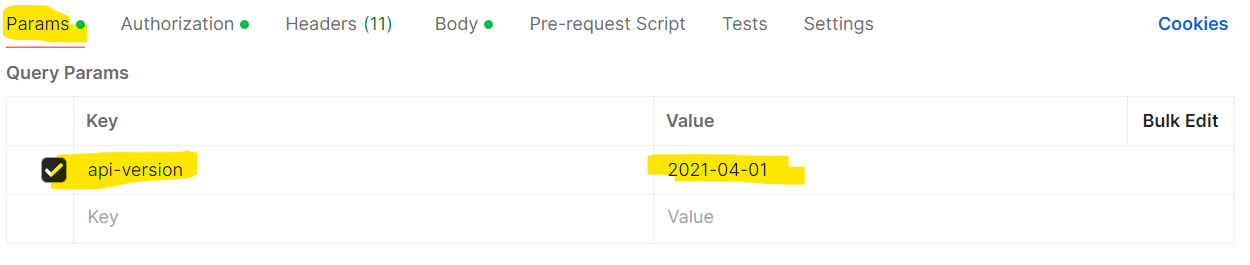 Params Authorization Headers (11) Body Pre-request Script Tests Settings Cookies
Query Params
Key Value Bulk Edit
api-version 2021-04-01
Key Value